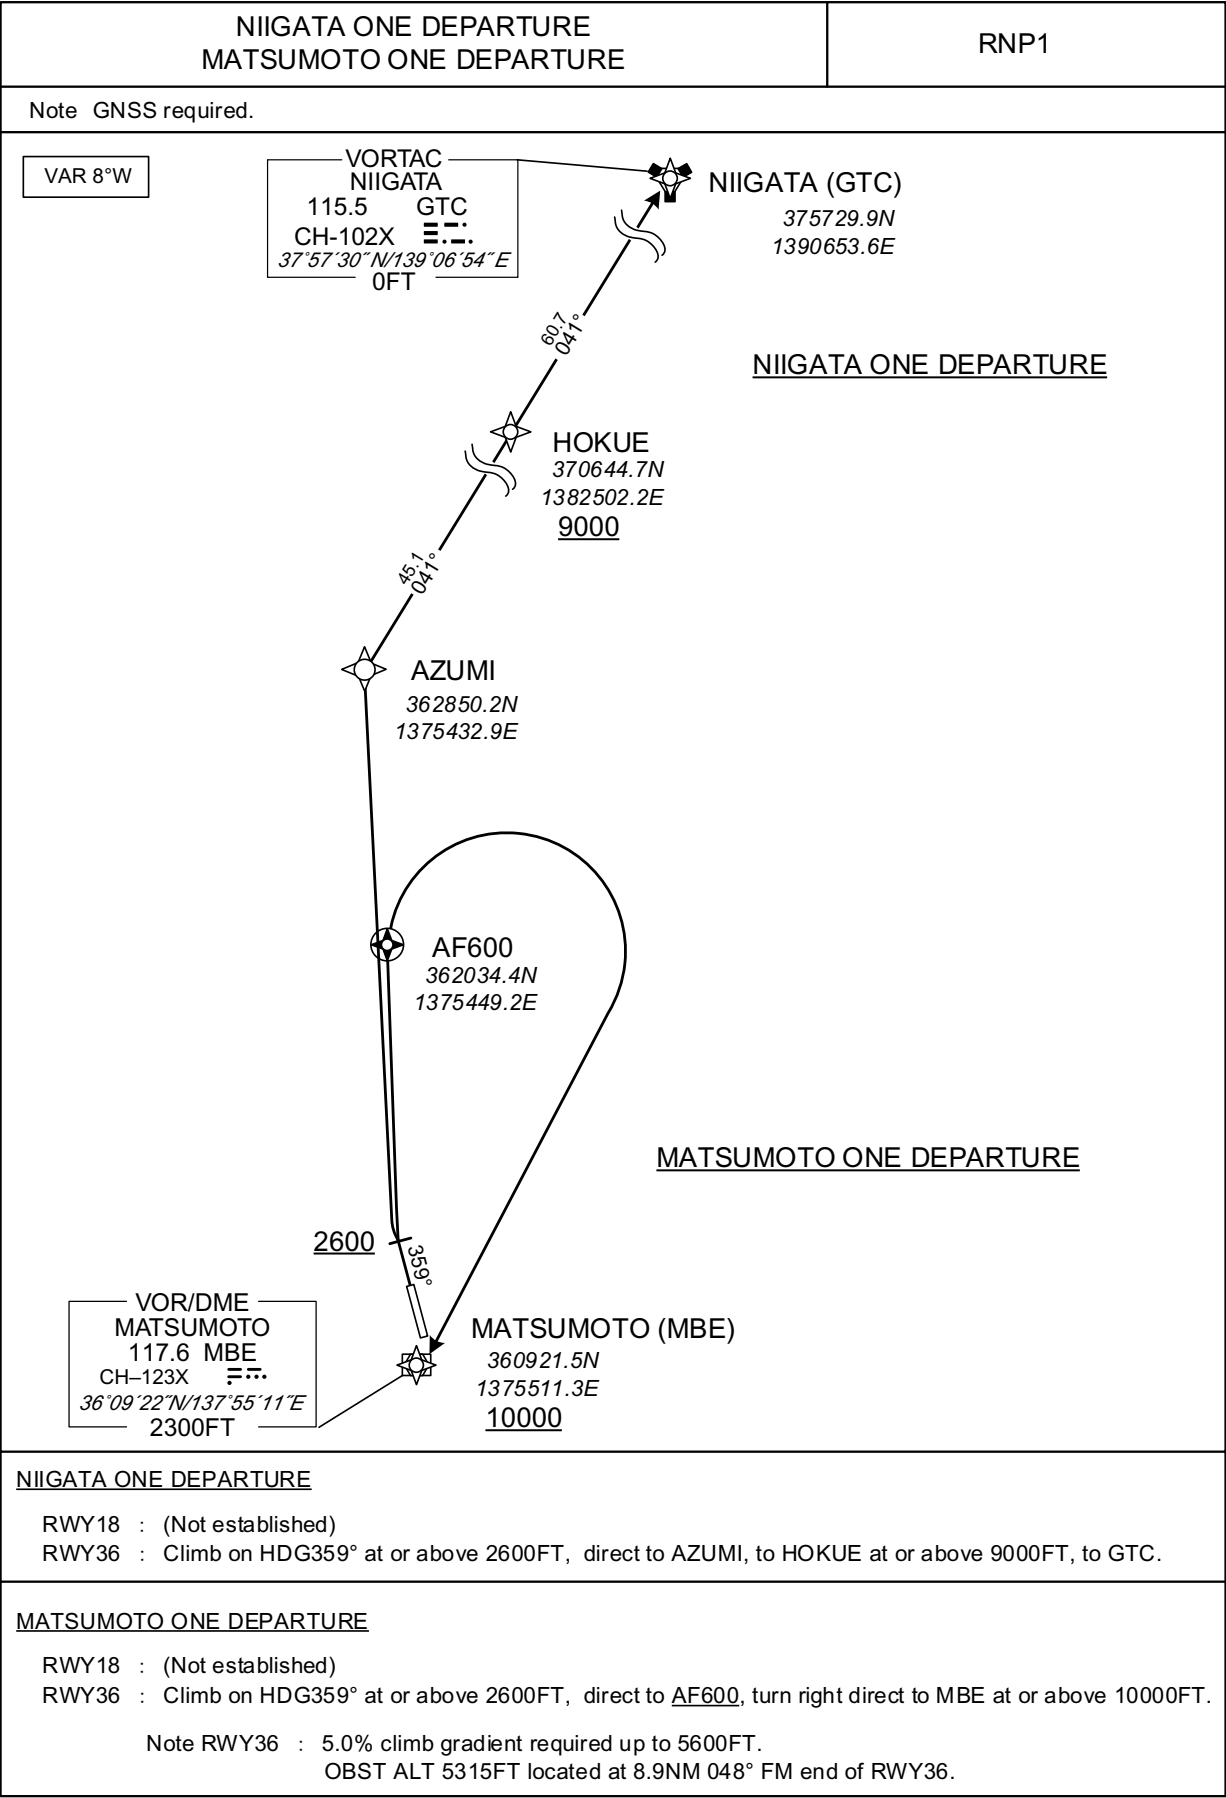 NIIGATA ONE DEPARTURE
MATSUMOTO ONE DEPARTURE
RNP1
Note GNSS required.
VAR 8°W
VORTAC
NIIGATA
115.5 GTC
CH-102X
37°57´30˝N/139°06´54˝E
0FT
NIIGATA (GTC)
375729.9N
1390653.6E
60.7
041°
NIIGATA ONE DEPARTURE
HOKUE
370644.7N
1382502.2E
9000
45.1
041°
AZUMI
362850.2N
1375432.9E
AF600
362034.4N
1375449.2E
MATSUMOTO ONE DEPARTURE
2600
359°
VOR/DME
MATSUMOTO
117.6 MBE
CH–123X
36°09´22˝N/137°55´11˝E
2300FT
MATSUMOTO (MBE)
360921.5N
1375511.3E
10000
NIIGATA ONE DEPARTURE
RWY18 : (Not established)
RWY36 : Climb on HDG359° at or above 2600FT, direct to AZUMI, to HOKUE at or above 9000FT, to GTC.
MATSUMOTO ONE DEPARTURE
RWY18 : (Not established)
RWY36 : Climb on HDG359° at or above 2600FT, direct to AF600, turn right direct to MBE at or above 10000FT.
Note RWY36 : 5.0% climb gradient required up to 5600FT.
OBST ALT 5315FT located at 8.9NM 048° FM end of RWY36.